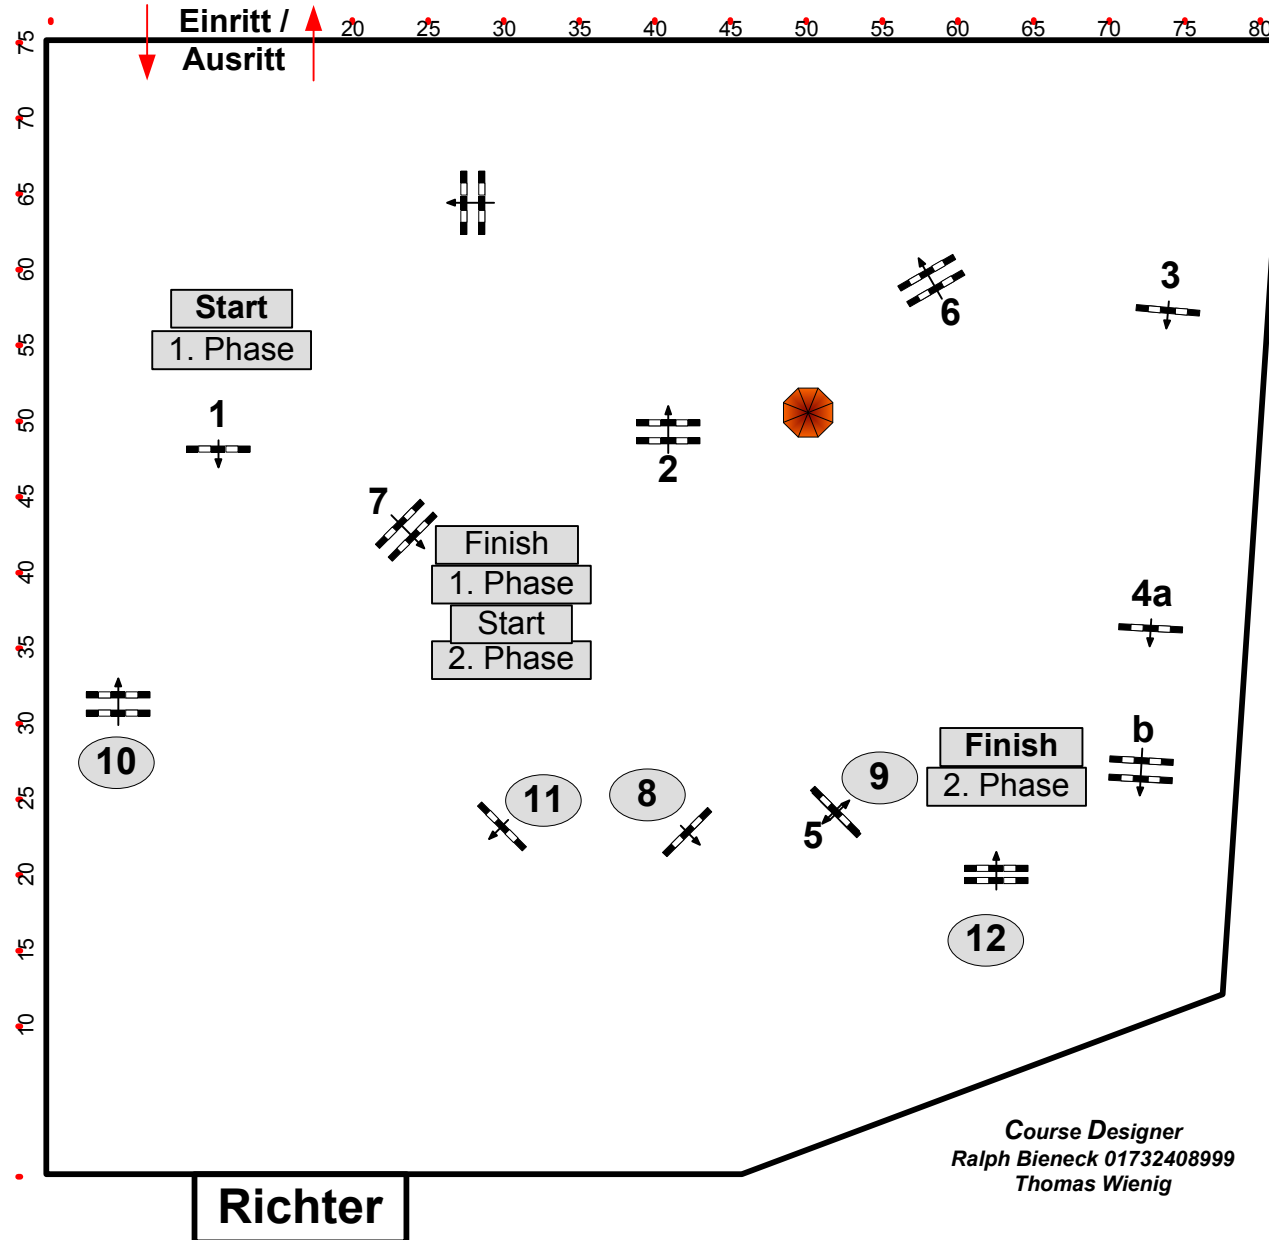 Einritt /
Ausritt
20 25 30 35 40 45 50 55 60 65 70 75 80
75
70
65
60
55
50
45
40
35
30
25
20
15
10
Start
1. Phase
1
2
3
6
7
Finish
1. Phase
Start
2. Phase
4a
b
10
11
8
9
5
Finish
2. Phase
12
Course Designer
Ralph Bieneck 01732408999
Thomas Wienig
Richter